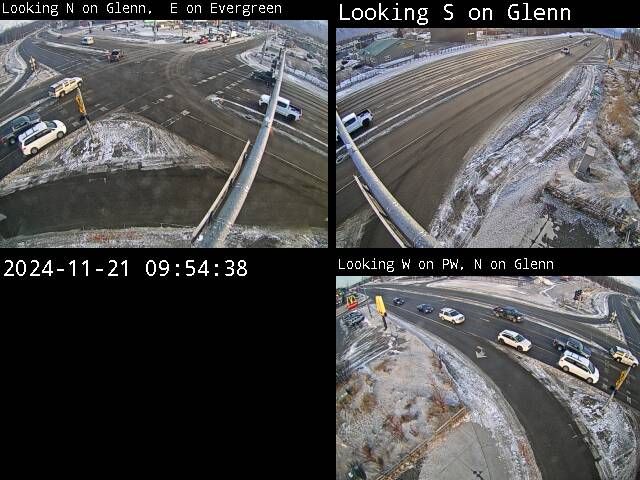 Looking N on Glenn,  E on Evergreen
Looking S on Glenn
2024-11-21 09:54:38
Looking W on PW, N on Glenn